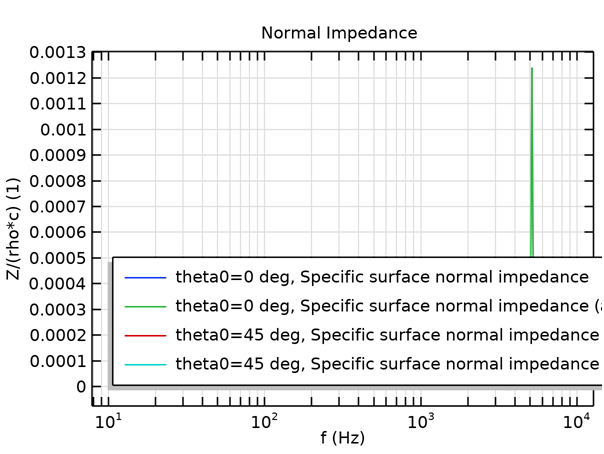 Normal Impedance
0.0013
0.0012
0.0011
0.001
0.0009
0.0008
0.0007
0.0006
0.0005
0.0004
0.0003
0.0002
0.0001
0
Z/(rho*c) (1)
theta0=0 deg, Specific surface normal impedance
theta0=0 deg, Specific surface normal impedance (
theta0=45 deg, Specific surface normal impedance
theta0=45 deg, Specific surface normal impedance
10¹ 10² 10³ 10⁴
f (Hz)